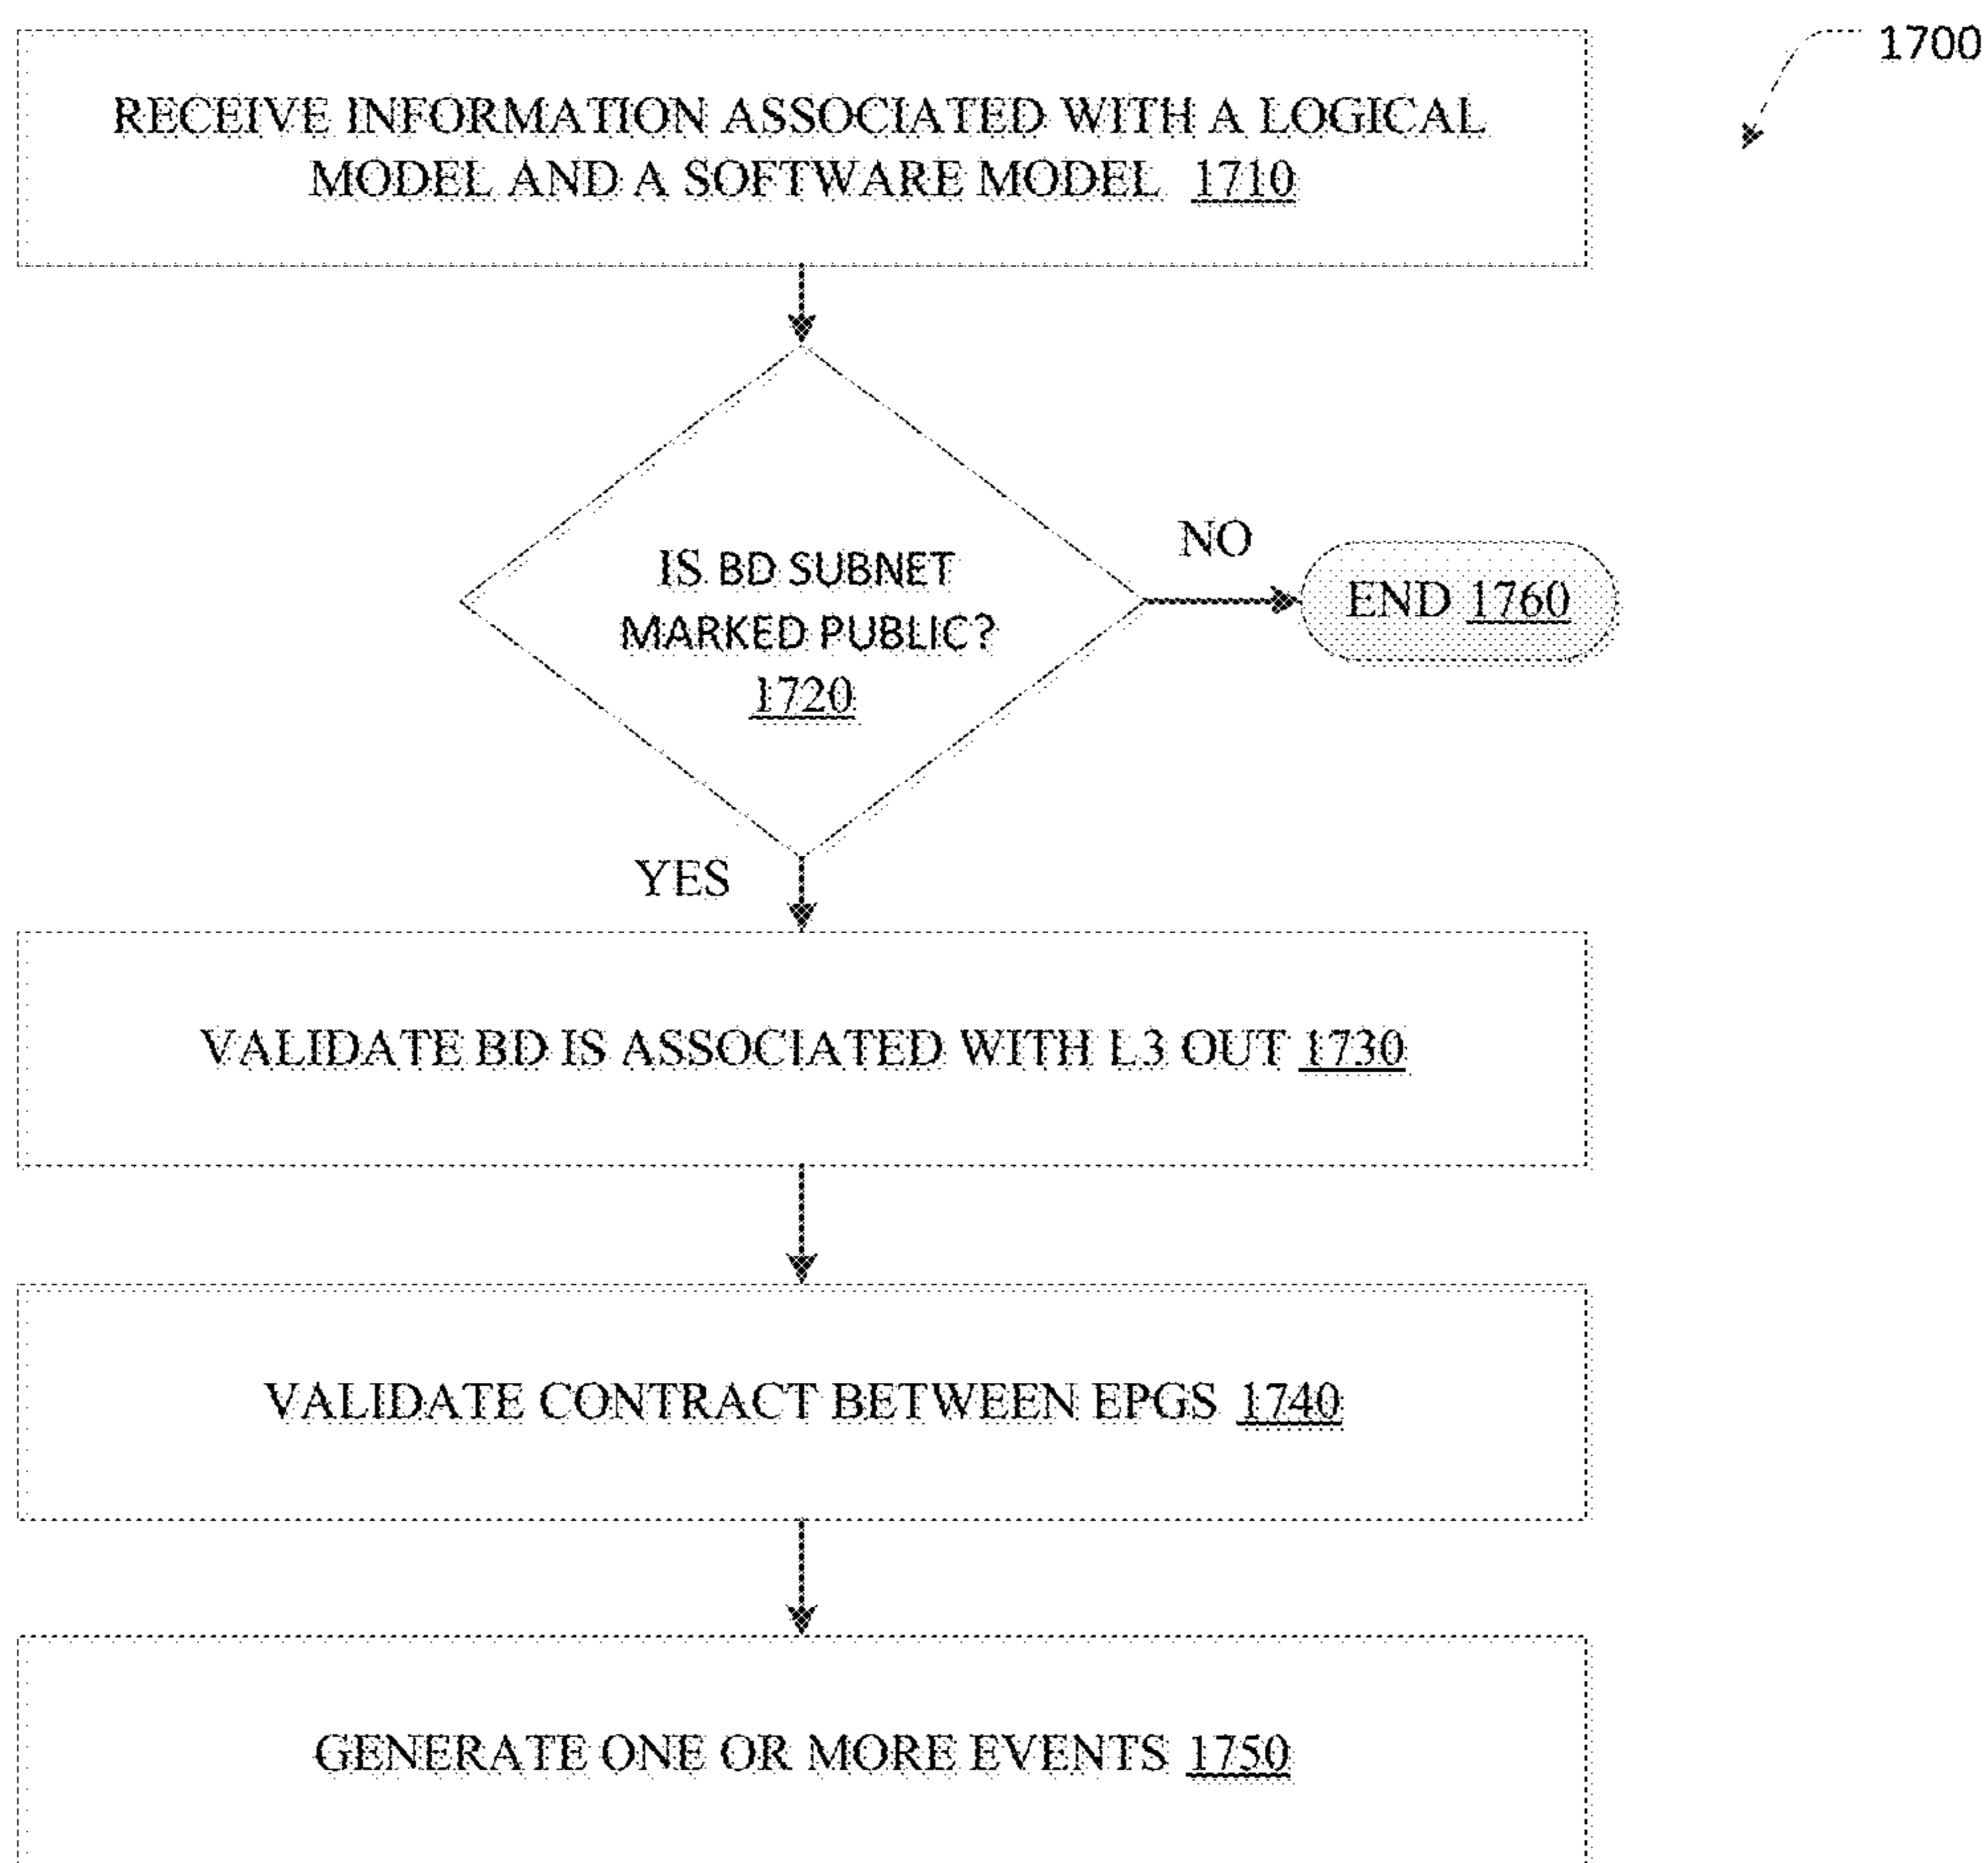 1700
RECEIVE INFORMATION ASSOCIATED WITH A LOGICAL
MODEL AND A SOFTWARE MODEL 1710
IS BD SUBNET
MARKED PUBLIC?
1720
NO
END 1760
YES
VALIDATE BD IS ASSOCIATED WITH L3 OUT 1730
VALIDATE CONTRACT BETWEEN EPGS 1740
GENERATE ONE OR MORE EVENTS 1750